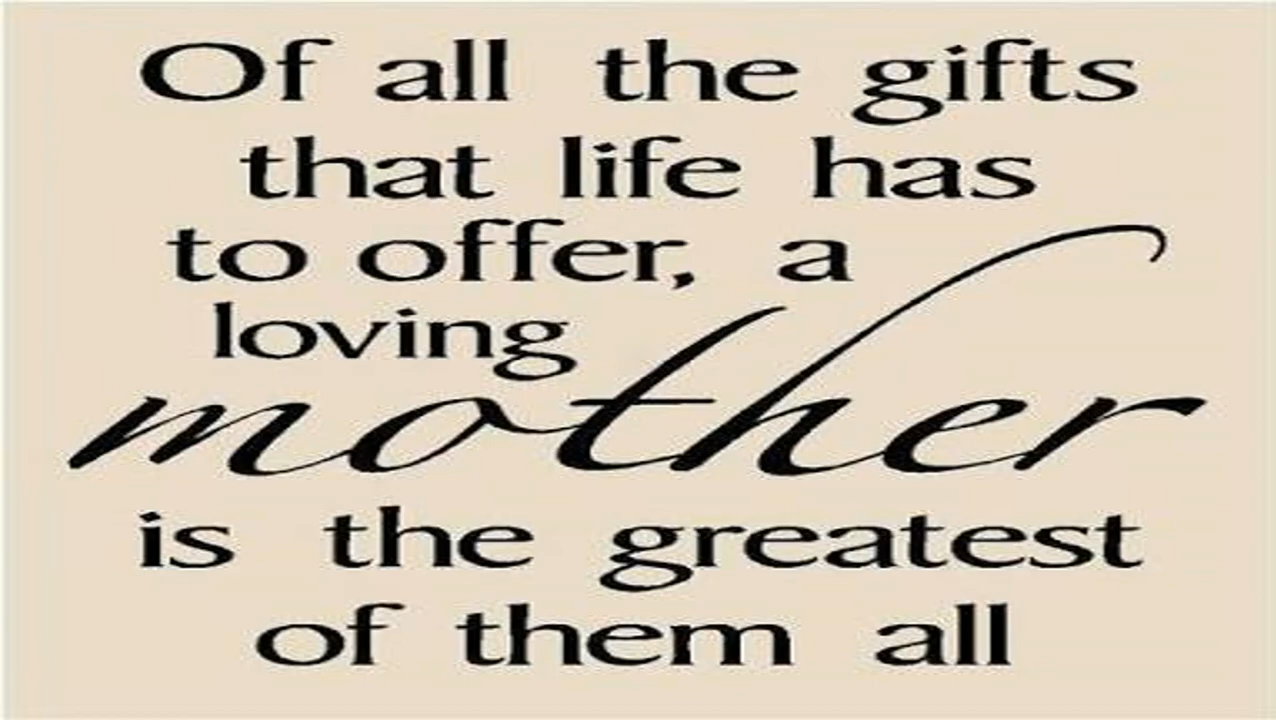 Of all the gifts
that life has
to offer, a
loving
mother
is the greatest
of them all